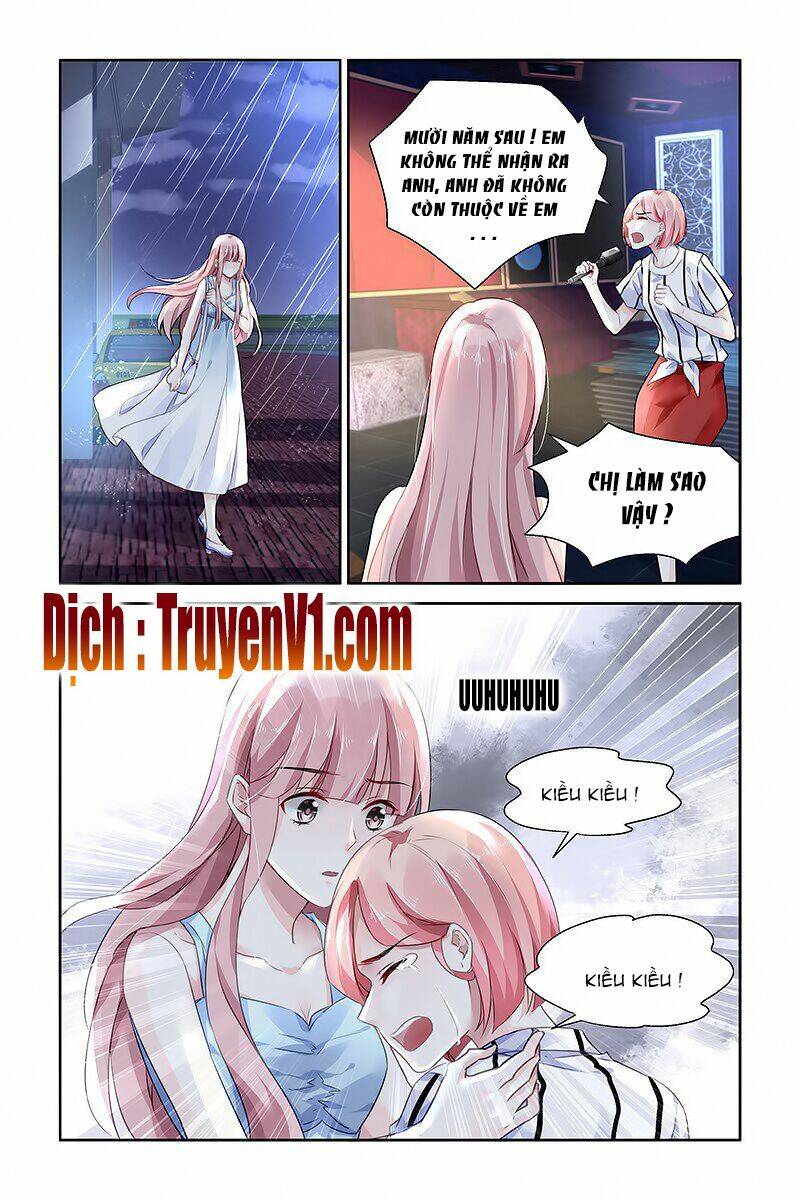 MƯỜI NĂM SAU ! EM
KHÔNG THỂ NHẬN RA
ANH, ANH ĐÃ KHÔNG
CÒN THUỘC VỀ EM
. . .
CHỊ LÀM SAO
VẬY ?
Dịch : TruyenV1.com
UUHUHUHU
KIỀU KIỀU !
KIỀU KIỀU !